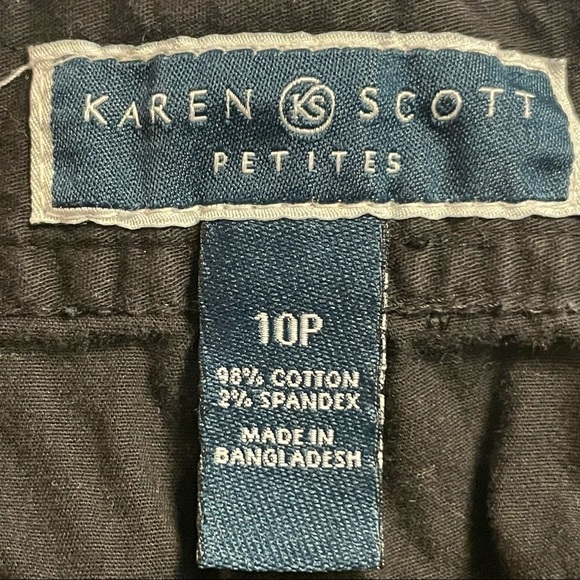 KAREN KS SCOTT
PETITES
10P
98% COTTON
2% SPANDEX
MADE IN
BANGLADESH